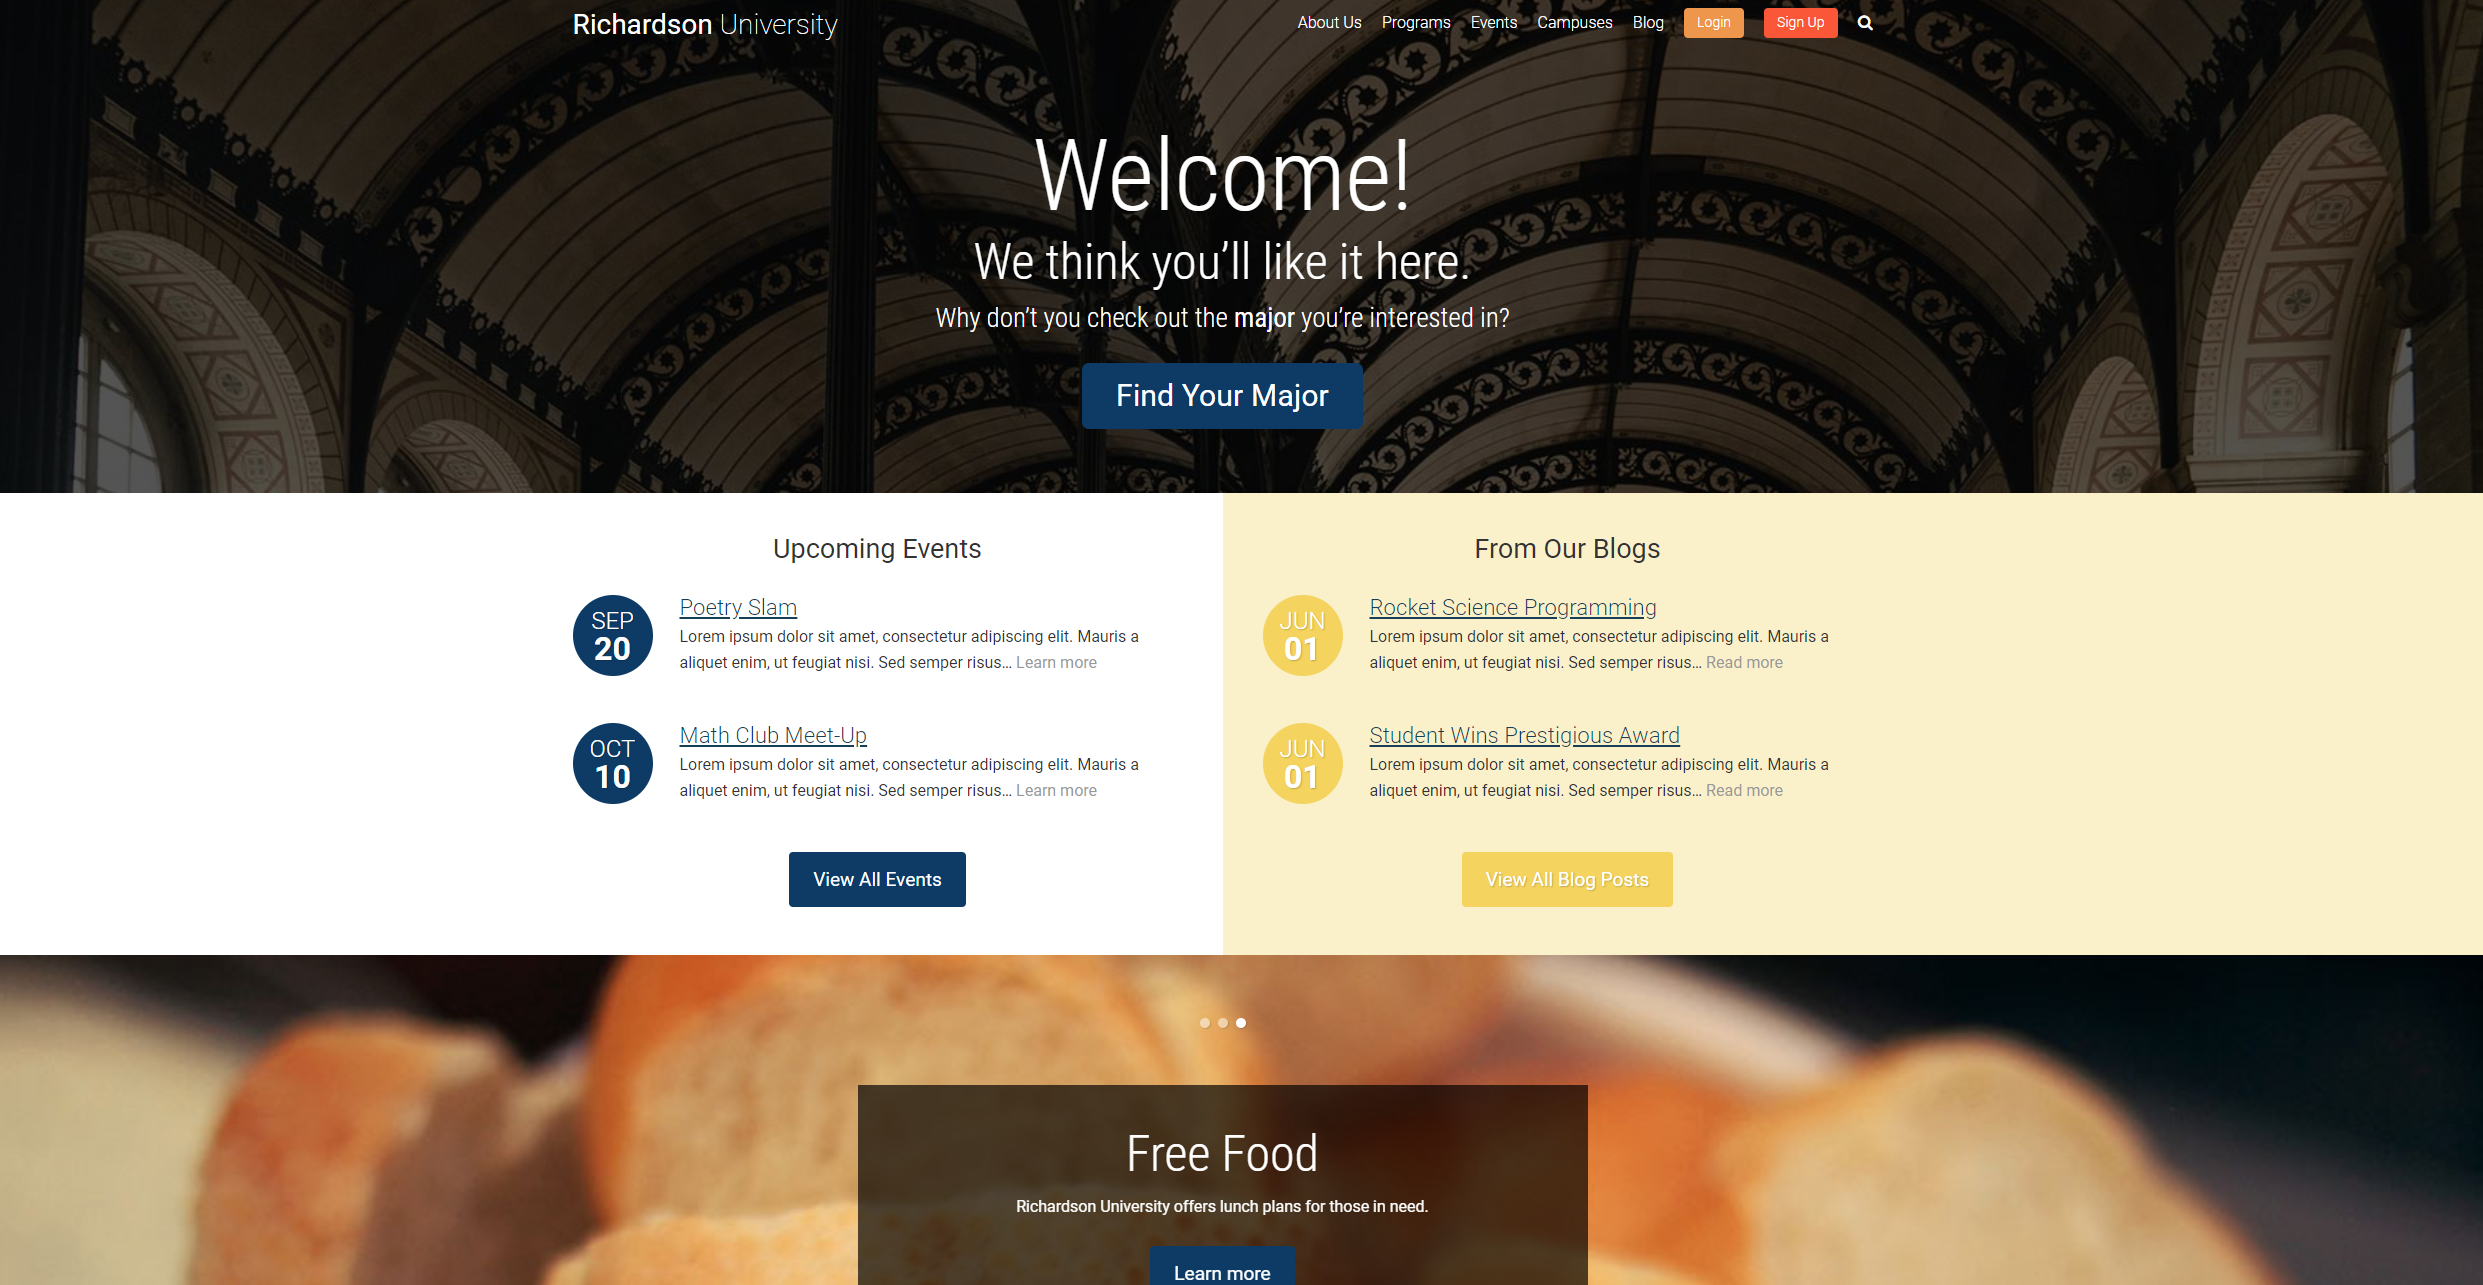 Richardson University
About Us Programs Events Campuses Blog Login Sign Up
Welcome!
We think you’ll like it here.
Why don’t you check out the major you’re interested in?
Find Your Major
Upcoming Events
SEP
20
Poetry Slam
Lorem ipsum dolor sit amet, consectetur adipiscing elit. Mauris a
aliquet enim, ut feugiat nisi. Sed semper risus… Learn more
OCT
10
Math Club Meet-Up
Lorem ipsum dolor sit amet, consectetur adipiscing elit. Mauris a
aliquet enim, ut feugiat nisi. Sed semper risus… Learn more
View All Events
From Our Blogs
JUN
01
Rocket Science Programming
Lorem ipsum dolor sit amet, consectetur adipiscing elit. Mauris a
aliquet enim, ut feugiat nisi. Sed semper risus… Read more
JUN
01
Student Wins Prestigious Award
Lorem ipsum dolor sit amet, consectetur adipiscing elit. Mauris a
aliquet enim, ut feugiat nisi. Sed semper risus… Read more
View All Blog Posts
Free Food
Richardson University offers lunch plans for those in need.
Learn more